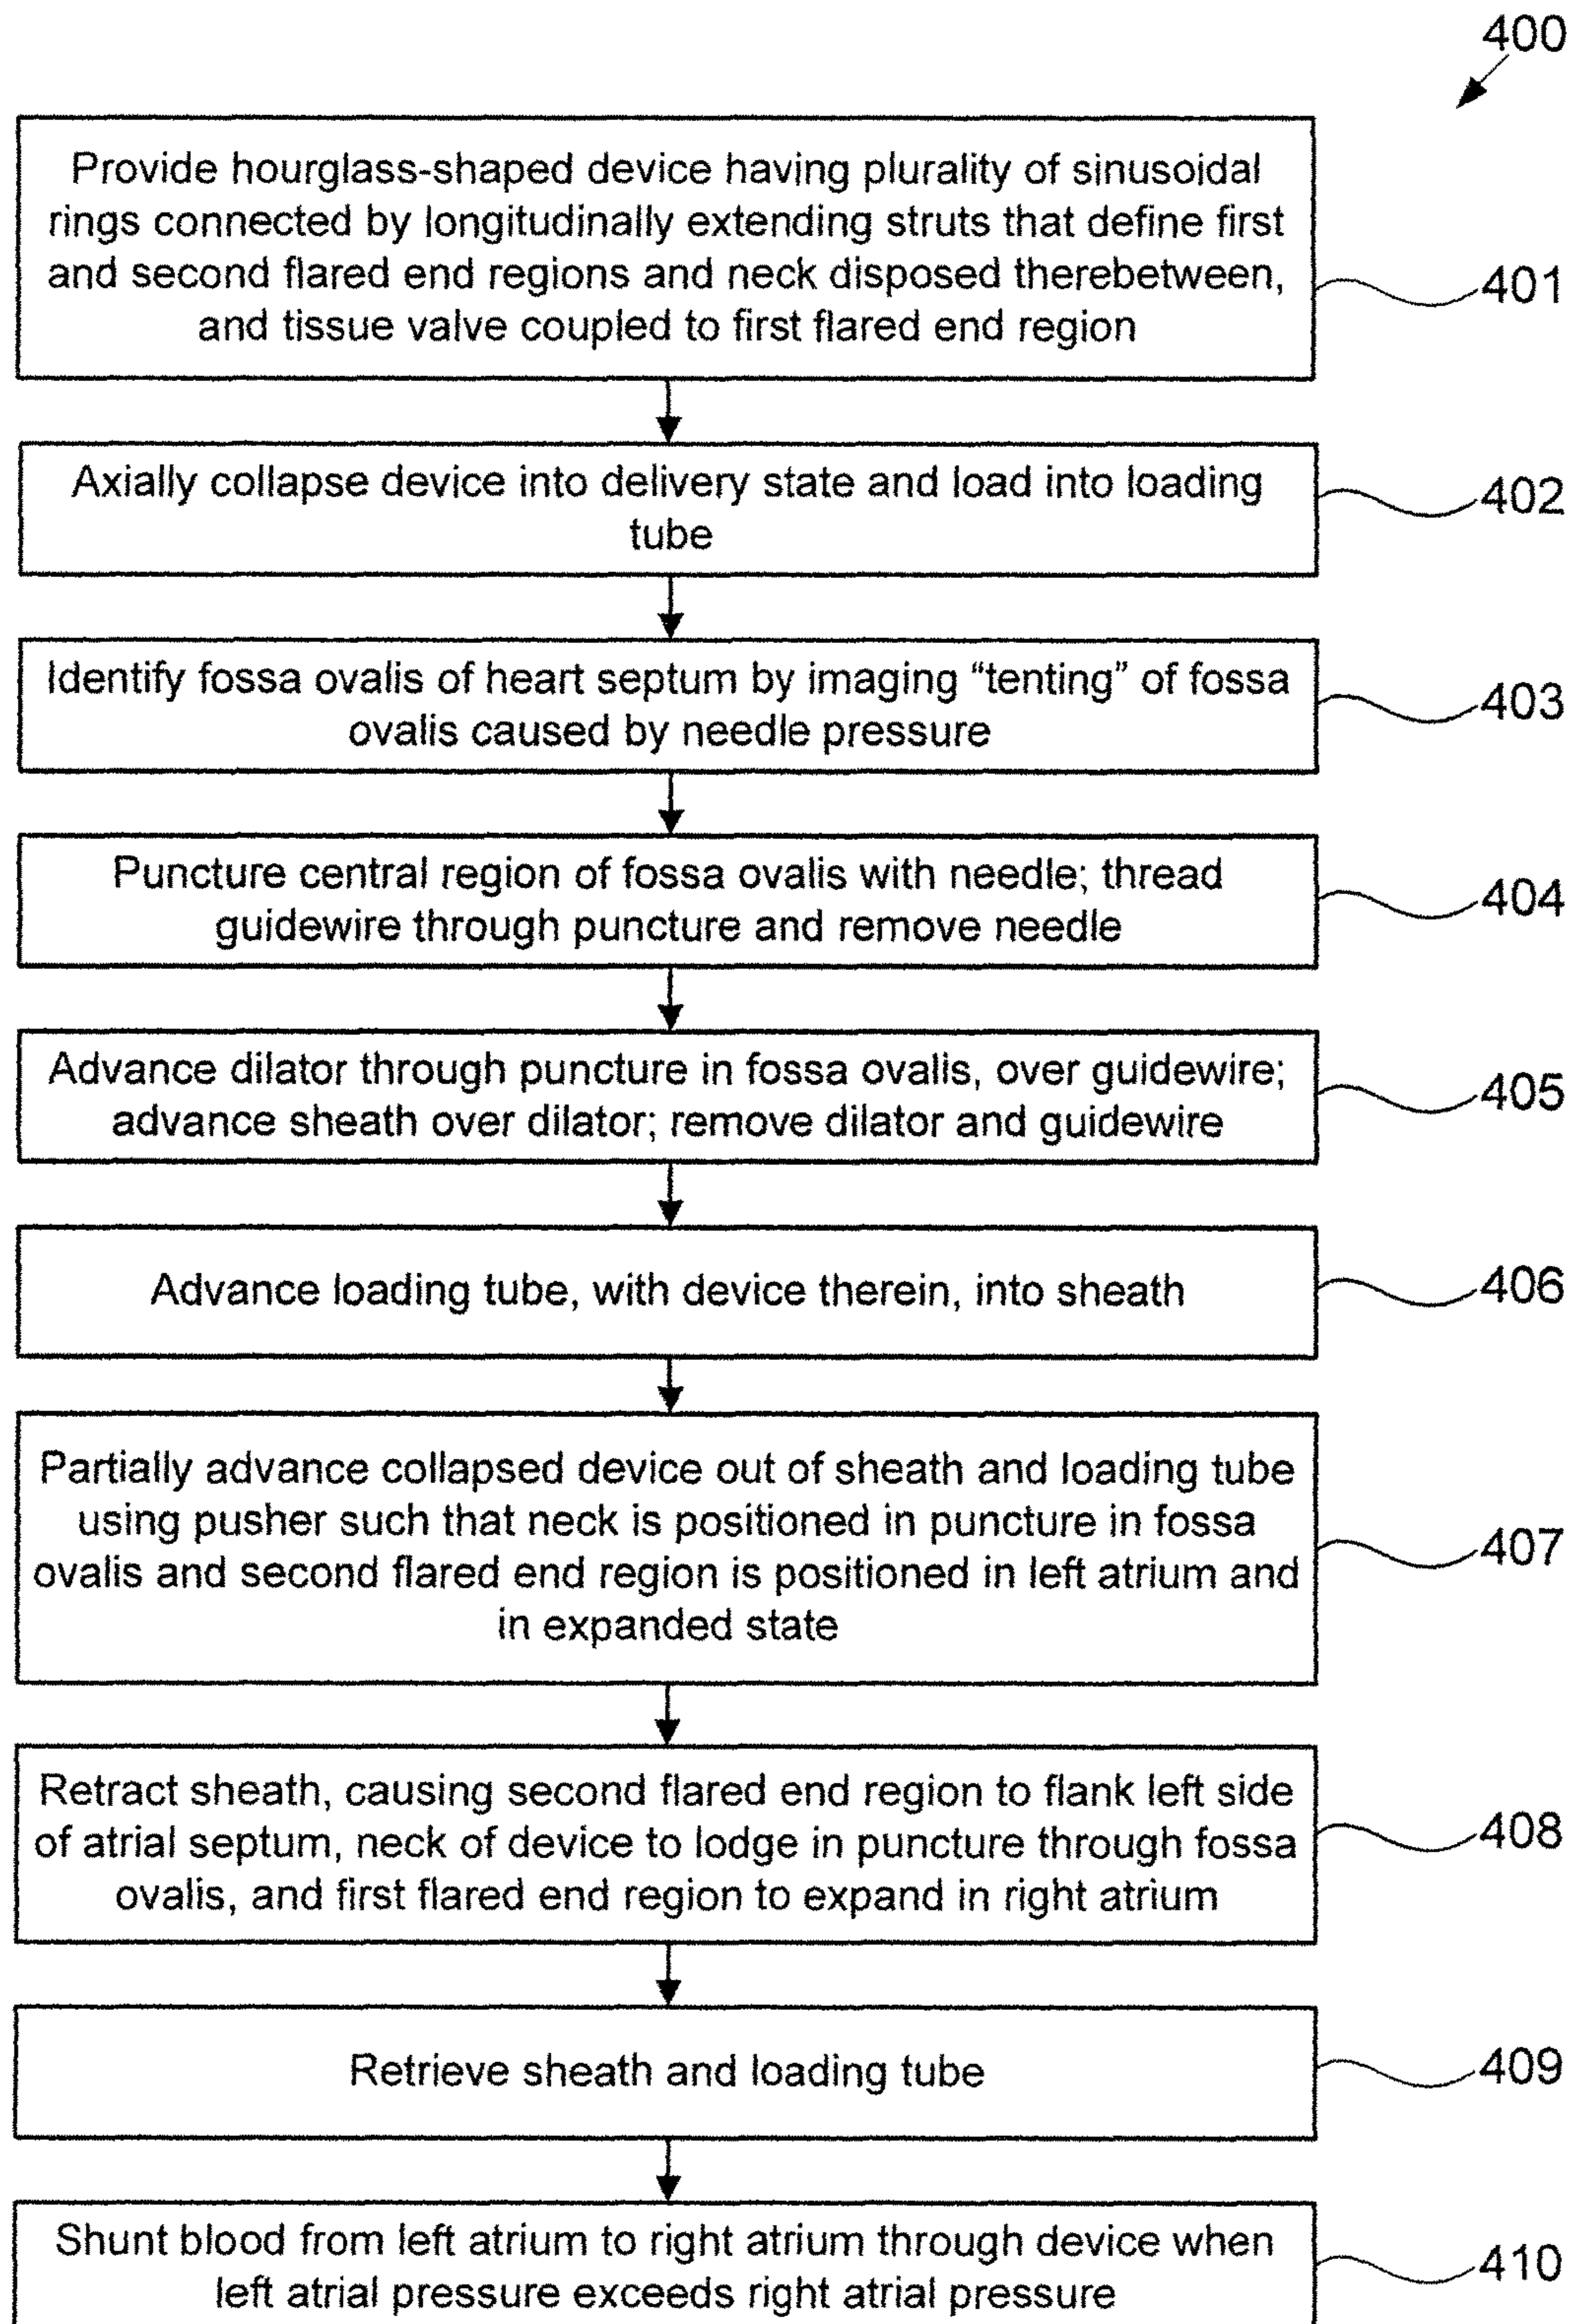 400
Provide hourglass-shaped device having plurality of sinusoidal
rings connected by longitudinally extending struts that define first
and second flared end regions and neck disposed therebetween,
and tissue valve coupled to first flared end region
401
Axially collapse device into delivery state and load into loading
tube
402
Identify fossa ovalis of heart septum by imaging “tenting” of fossa
ovalis caused by needle pressure
403
Puncture central region of fossa ovalis with needle; thread
guidewire through puncture and remove needle
404
Advance dilator through puncture in fossa ovalis, over guidewire;
advance sheath over dilator; remove dilator and guidewire
405
Advance loading tube, with device therein, into sheath
406
Partially advance collapsed device out of sheath and loading tube
using pusher such that neck is positioned in puncture in fossa
ovalis and second flared end region is positioned in left atrium and
in expanded state
407
Retract sheath, causing second flared end region to flank left side
of atrial septum, neck of device to lodge in puncture through fossa
ovalis, and first flared end region to expand in right atrium
408
Retrieve sheath and loading tube
409
Shunt blood from left atrium to right atrium through device when
left atrial pressure exceeds right atrial pressure
410